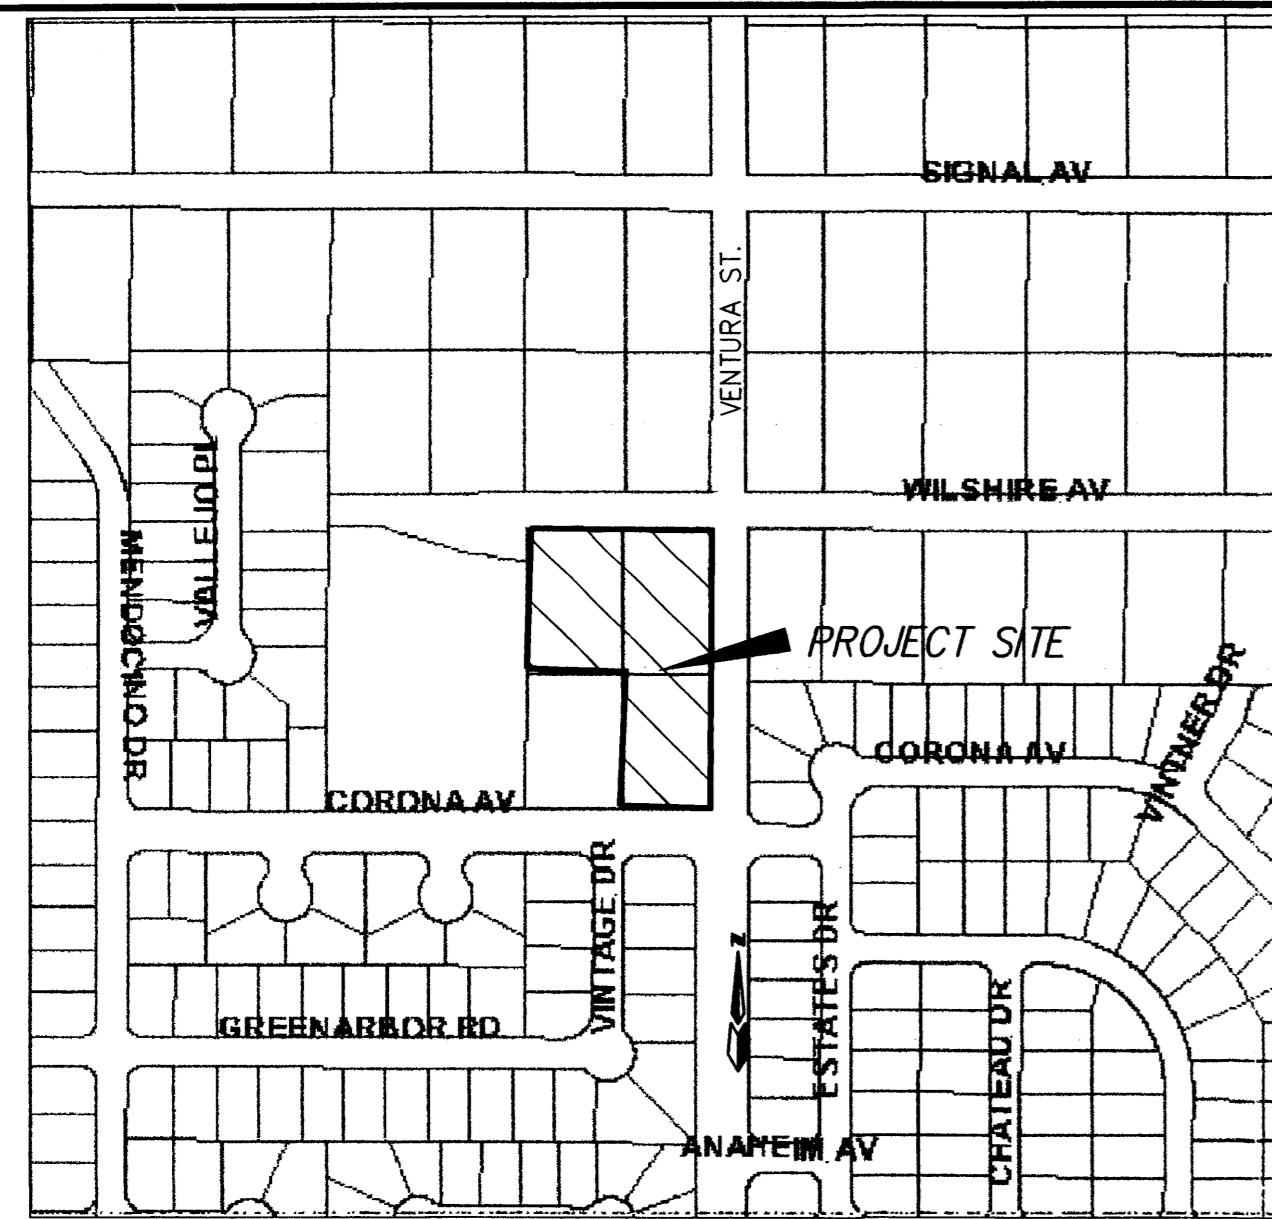 SIGNAL AV
VENTURA ST.
WILSHIRE AV
VALLEJO PL
MENDOCINO DR
PROJECT SITE
VINTNER DR
CORONA AV
CORONA AV
VINTAGE DR
N
ESTATES DR
CHATEAU DR
GREENARBOR RD
ANAHEIM AV